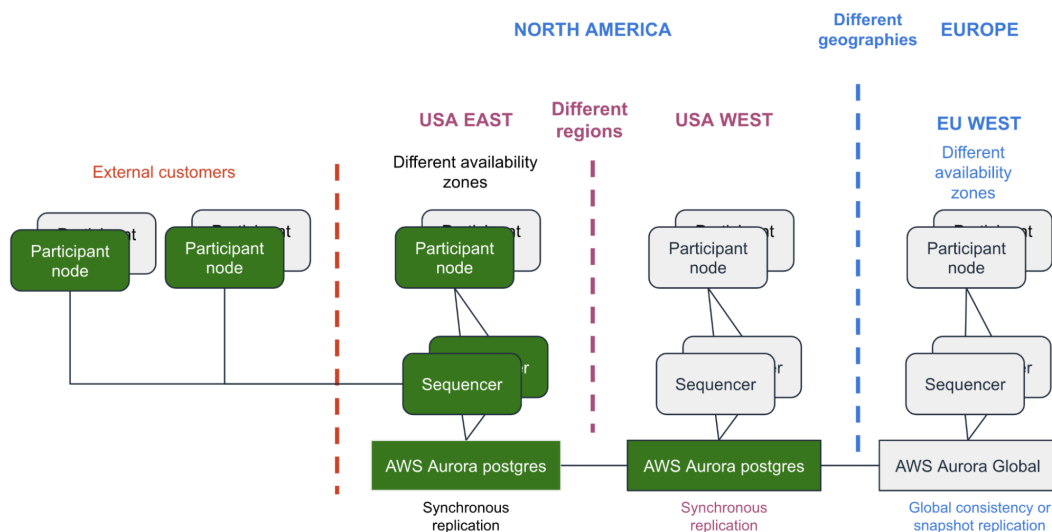 NORTH AMERICA
Different
geographies
EUROPE
USA EAST
Different
regions
USA WEST
EU WEST
External customers
Different availability
zones
Different
availability
zones
Participant
node
Participant
node
Participant
node
Participant
node
Participant
node
Sequencer
Sequencer
Sequencer
AWS Aurora postgres
AWS Aurora postgres
AWS Aurora Global
Synchronous
replication
Synchronous
replication
Global consistency or
snapshot replication